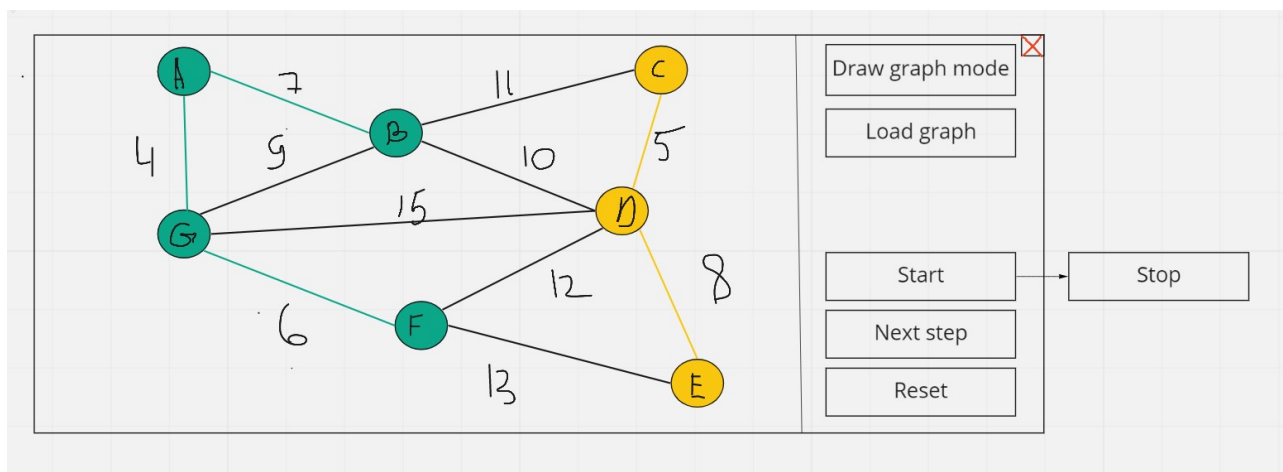 A
7
B
11
C
4
9
10
5
G
15
D
6
F
12
8
13
E
Draw graph mode
Load graph
Start
Stop
Next step
Reset